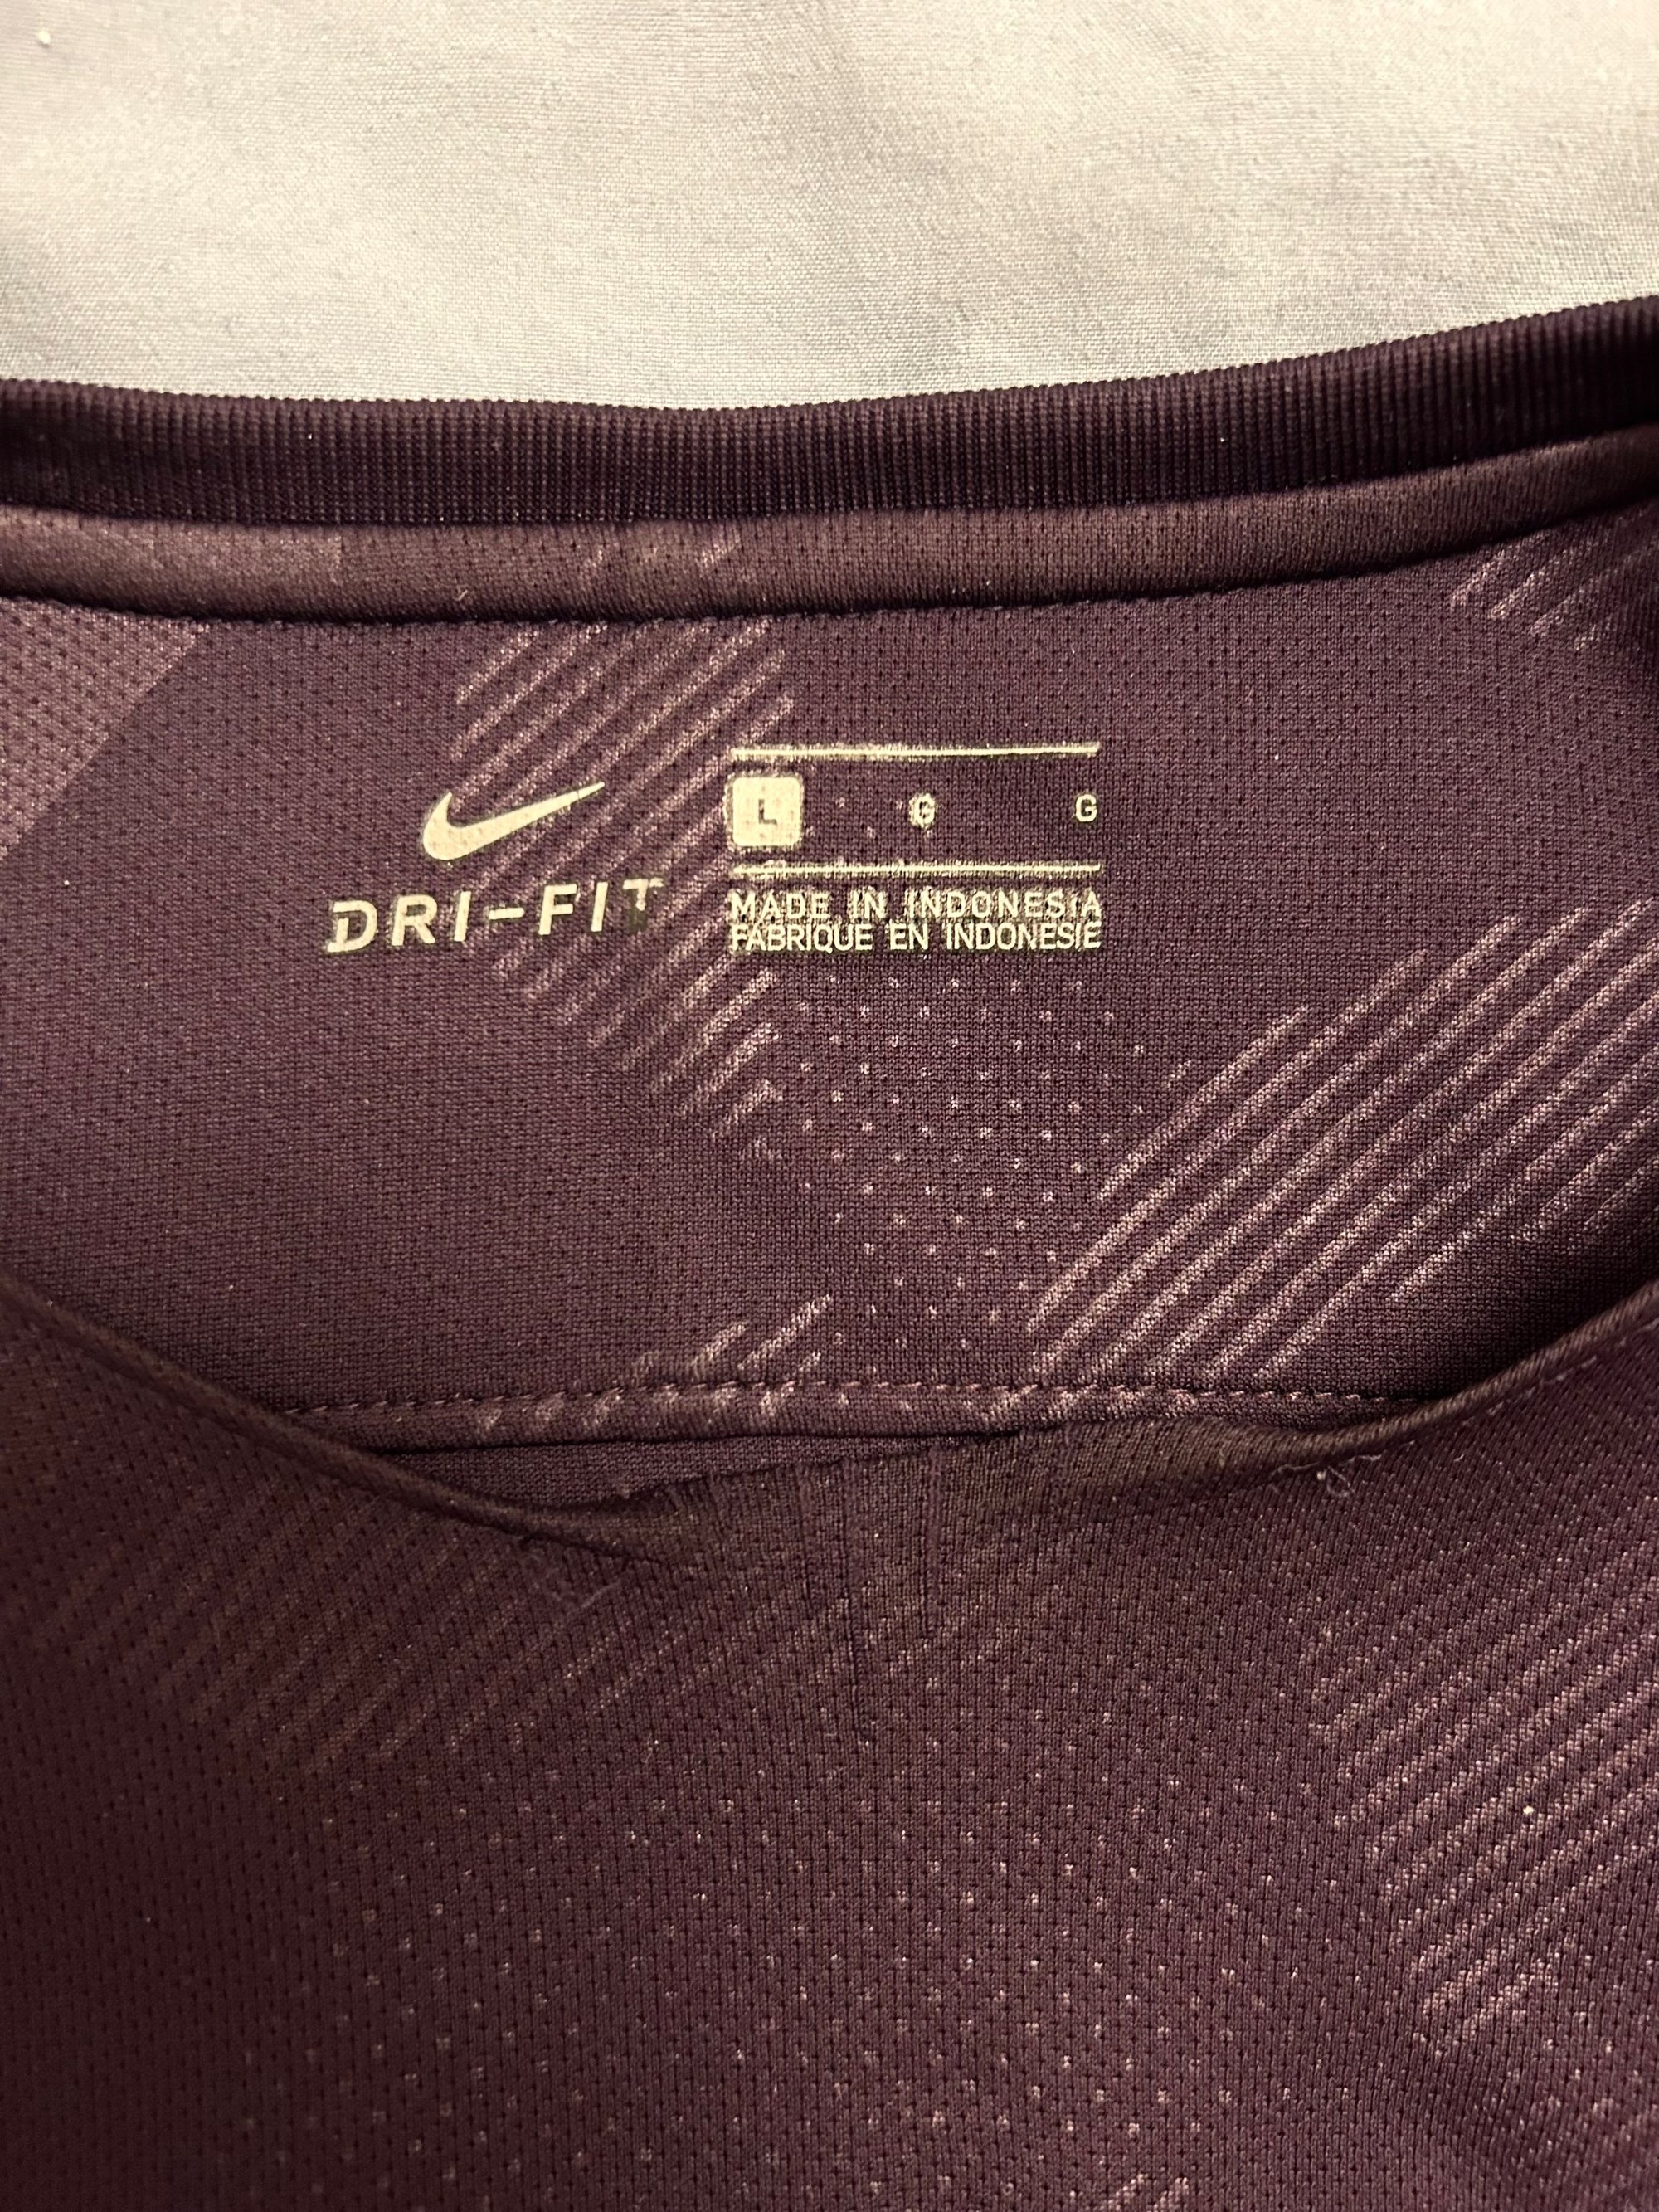 DRI-FIT
L G G
MADE IN INDONESIA
FABRIQUE EN INDONESIE